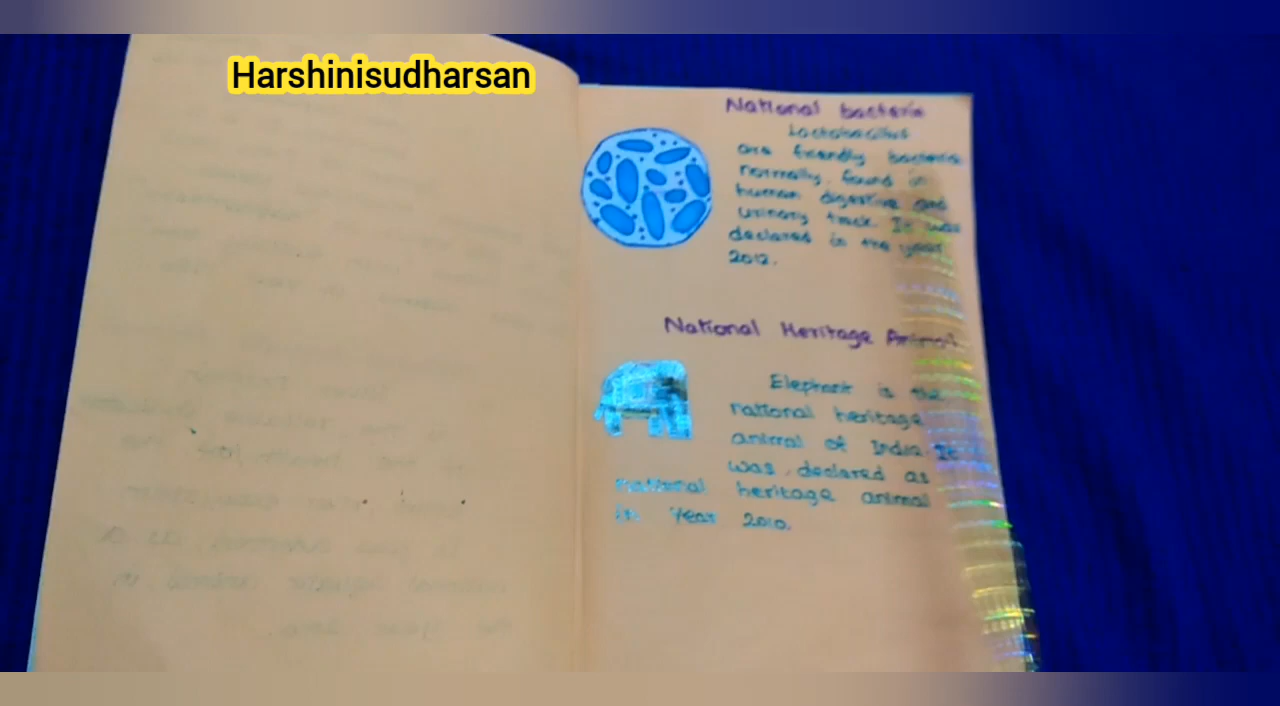 Harshinisudharsan
National bacteria
Lactobacillus
are friendly bacteria
normally found in
human digestive and
urinary track. It was
declared in the year
2012.
National Heritage Animal
Elephant is the
national heritage
animal of India. It
was declared as
national heritage animal
in year 2010.